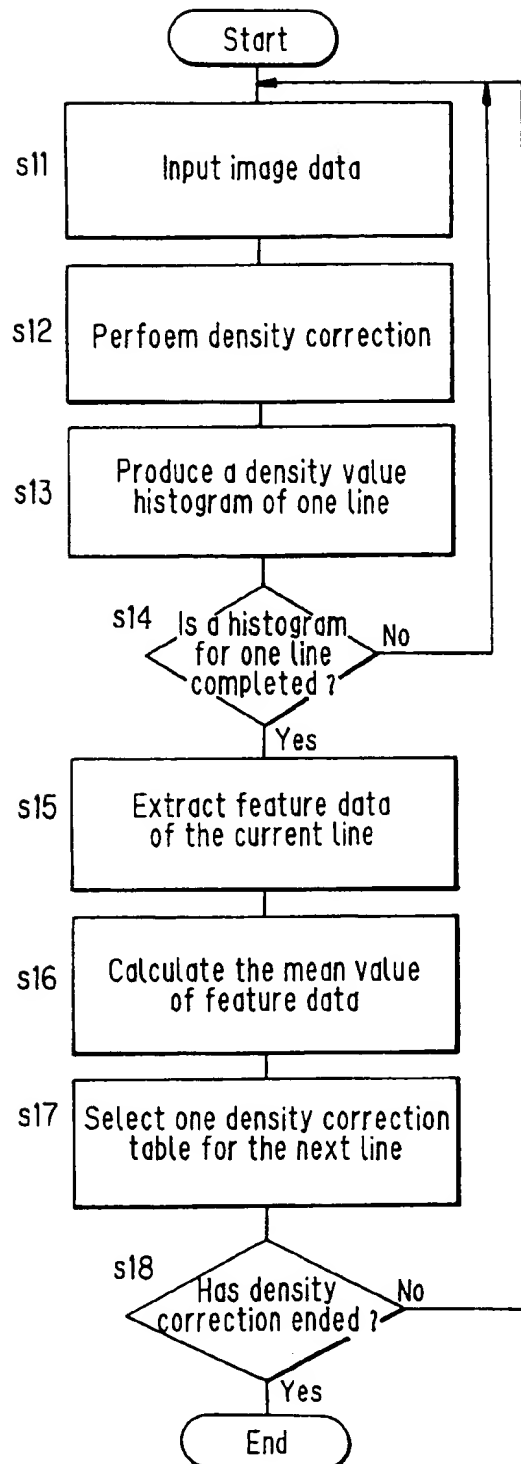 Start
s11
Input image data
s12
Perfoem density correction
s13
Produce a density value
histogram of one line
s14
Is a histogram
for one line
completed ?
No
Yes
s15
Extract feature data
of the current line
s16
Calculate the mean value
of feature data
s17
Select one density correction
table for the next line
s18
Has density
correction ended ?
No
Yes
End